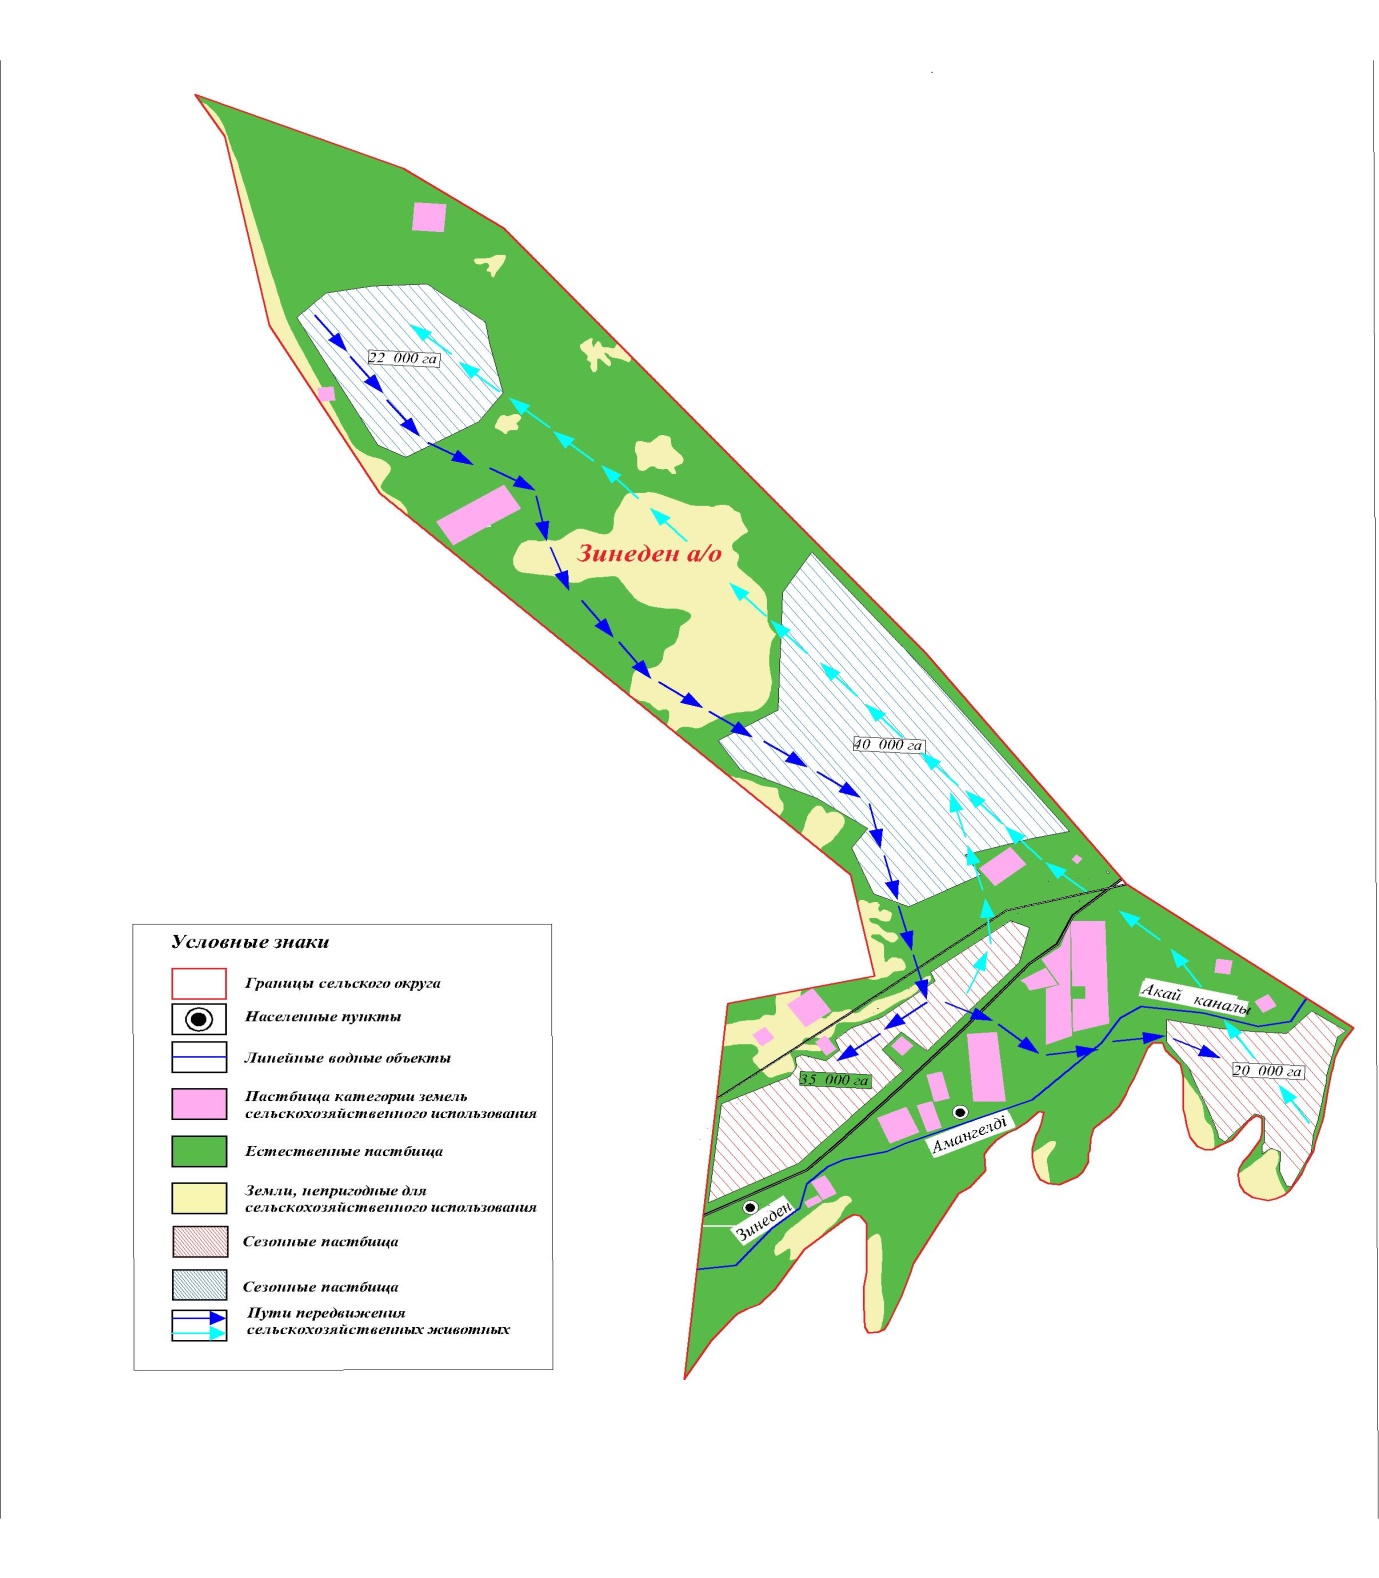 22 000 га
Зинеден а/о
40 000 га
Акай каналы
20 000 га
35 000 га
Амангелді
Зинеден
Условные знаки
Границы сельского округа
Населенные пункты
Линейные водные объекты
Пастбища категории земель
сельскохозяйственного использования
Естественные пастбища
Земли, непригодные для
сельскохозяйственного использования
Сезонные пастбища
Сезонные пастбища
Пути передвижения
сельскохозяйственных животных